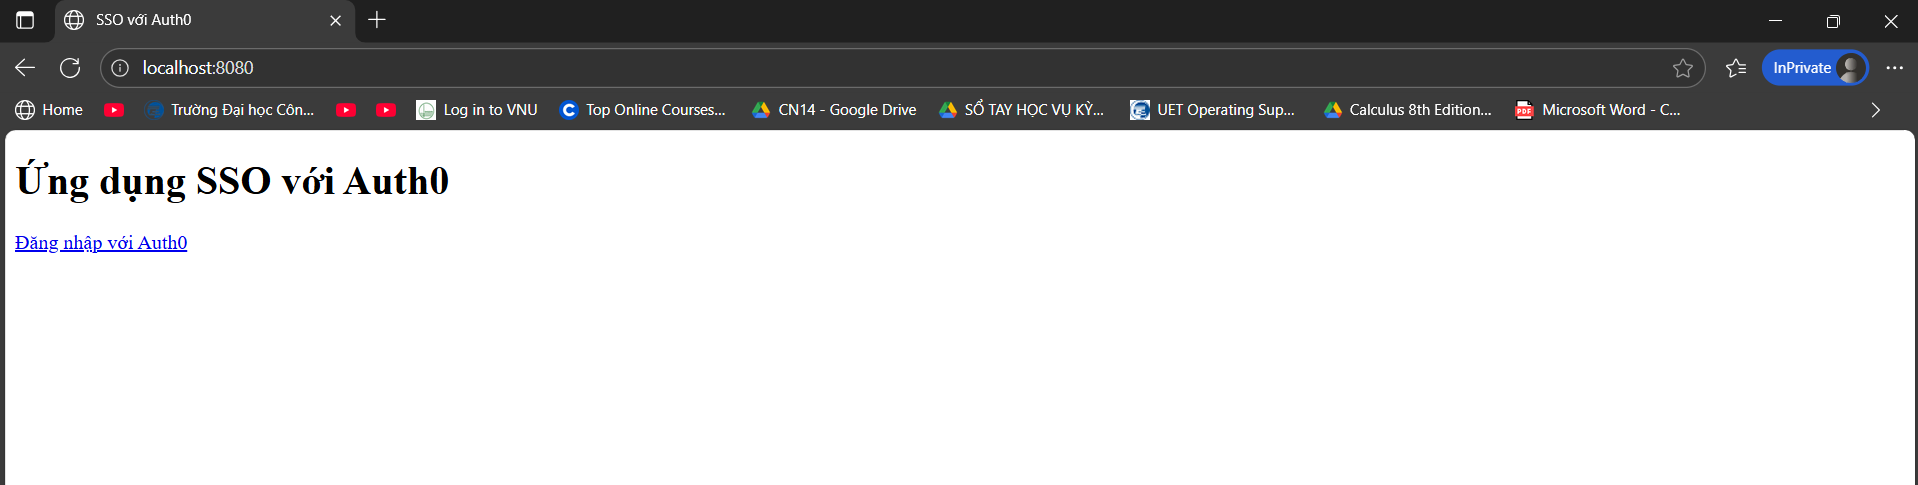 SSO với Auth0
localhost:8080
InPrivate
Home
Trường Đại học Côn...
Log in to VNU
Top Online Courses...
CN14 - Google Drive
SỔ TAY HỌC VỤ KỲ...
UET Operating Sup...
Calculus 8th Edition...
PDF
Microsoft Word - C...
Ứng dụng SSO với Auth0
Đăng nhập với Auth0